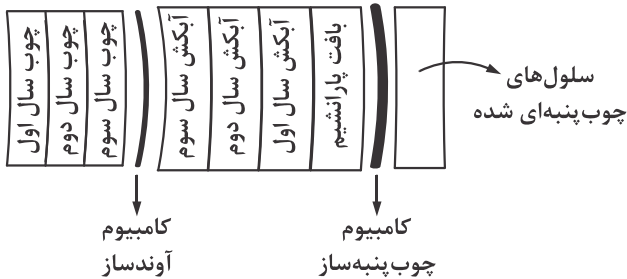 چوب سال اول
چوب سال دوم
چوب سال سوم
آبکش سال سوم
آبکش سال دوم
آبکش سال اول
بافت پارانشیم
سلول‌های
چوب‌پنبه‌ای شده
کامبیوم
آوندساز
کامبیوم
چوب‌پنبه‌ساز